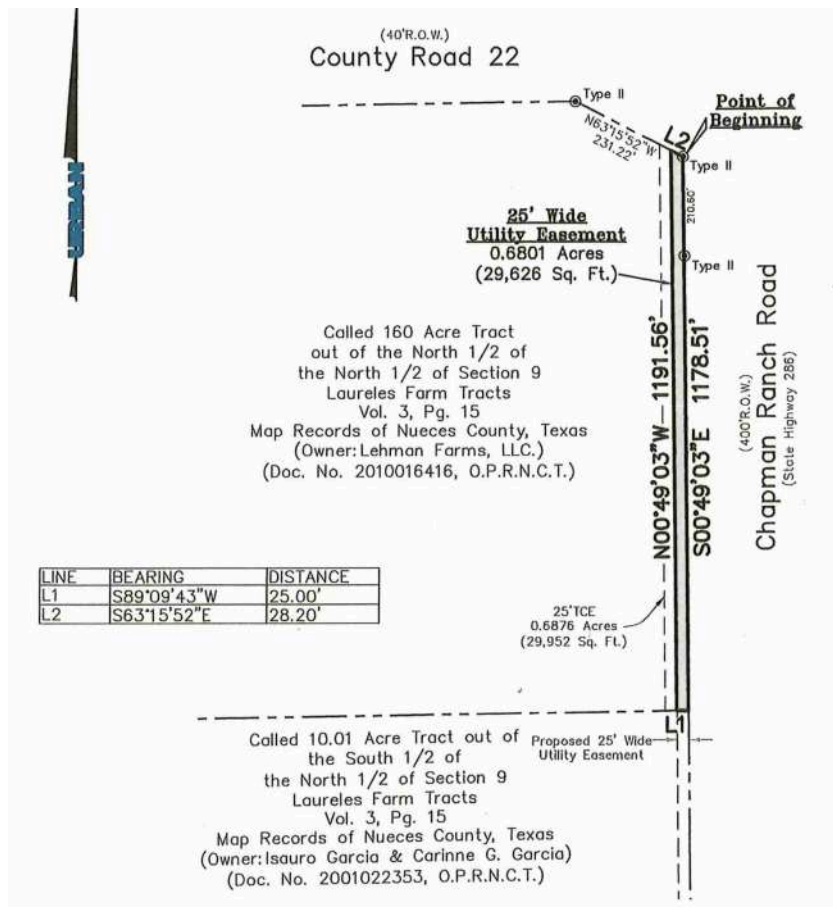 (40'R.O.W.)
County Road 22
Type II
Point of
Beginning
N63°15'52"W
231.22'
L2
Type II
210.60'
25' Wide
Utility Easement
0.6801 Acres
(29,626 Sq. Ft.)
Type II
Called 160 Acre Tract
out of the North 1/2 of
the North 1/2 of Section 9
Laureles Farm Tracts
Vol. 3, Pg. 15
Map Records of Nueces County, Texas
(Owner: Lehman Farms, LLC.)
(Doc. No. 2010016416, O.P.R.N.C.T.)
N00°49'03"W 1191.56'
S00°49'03"E 1178.51'
Chapman Ranch Road
(400'R.O.W.)
(State Highway 286)
LINE BEARING DISTANCE
L1 S89°09'43"W 25.00'
L2 S63°15'52"E 28.20'
25'TCE
0.6876 Acres
(29,952 Sq. Ft.)
L1
Proposed 25' Wide
Utility Easement
Called 10.01 Acre Tract out of
the South 1/2 of
the North 1/2 of Section 9
Laureles Farm Tracts
Vol. 3, Pg. 15
Map Records of Nueces County, Texas
(Owner: Isauro Garcia & Carinne G. Garcia)
(Doc. No. 2001022353, O.P.R.N.C.T.)